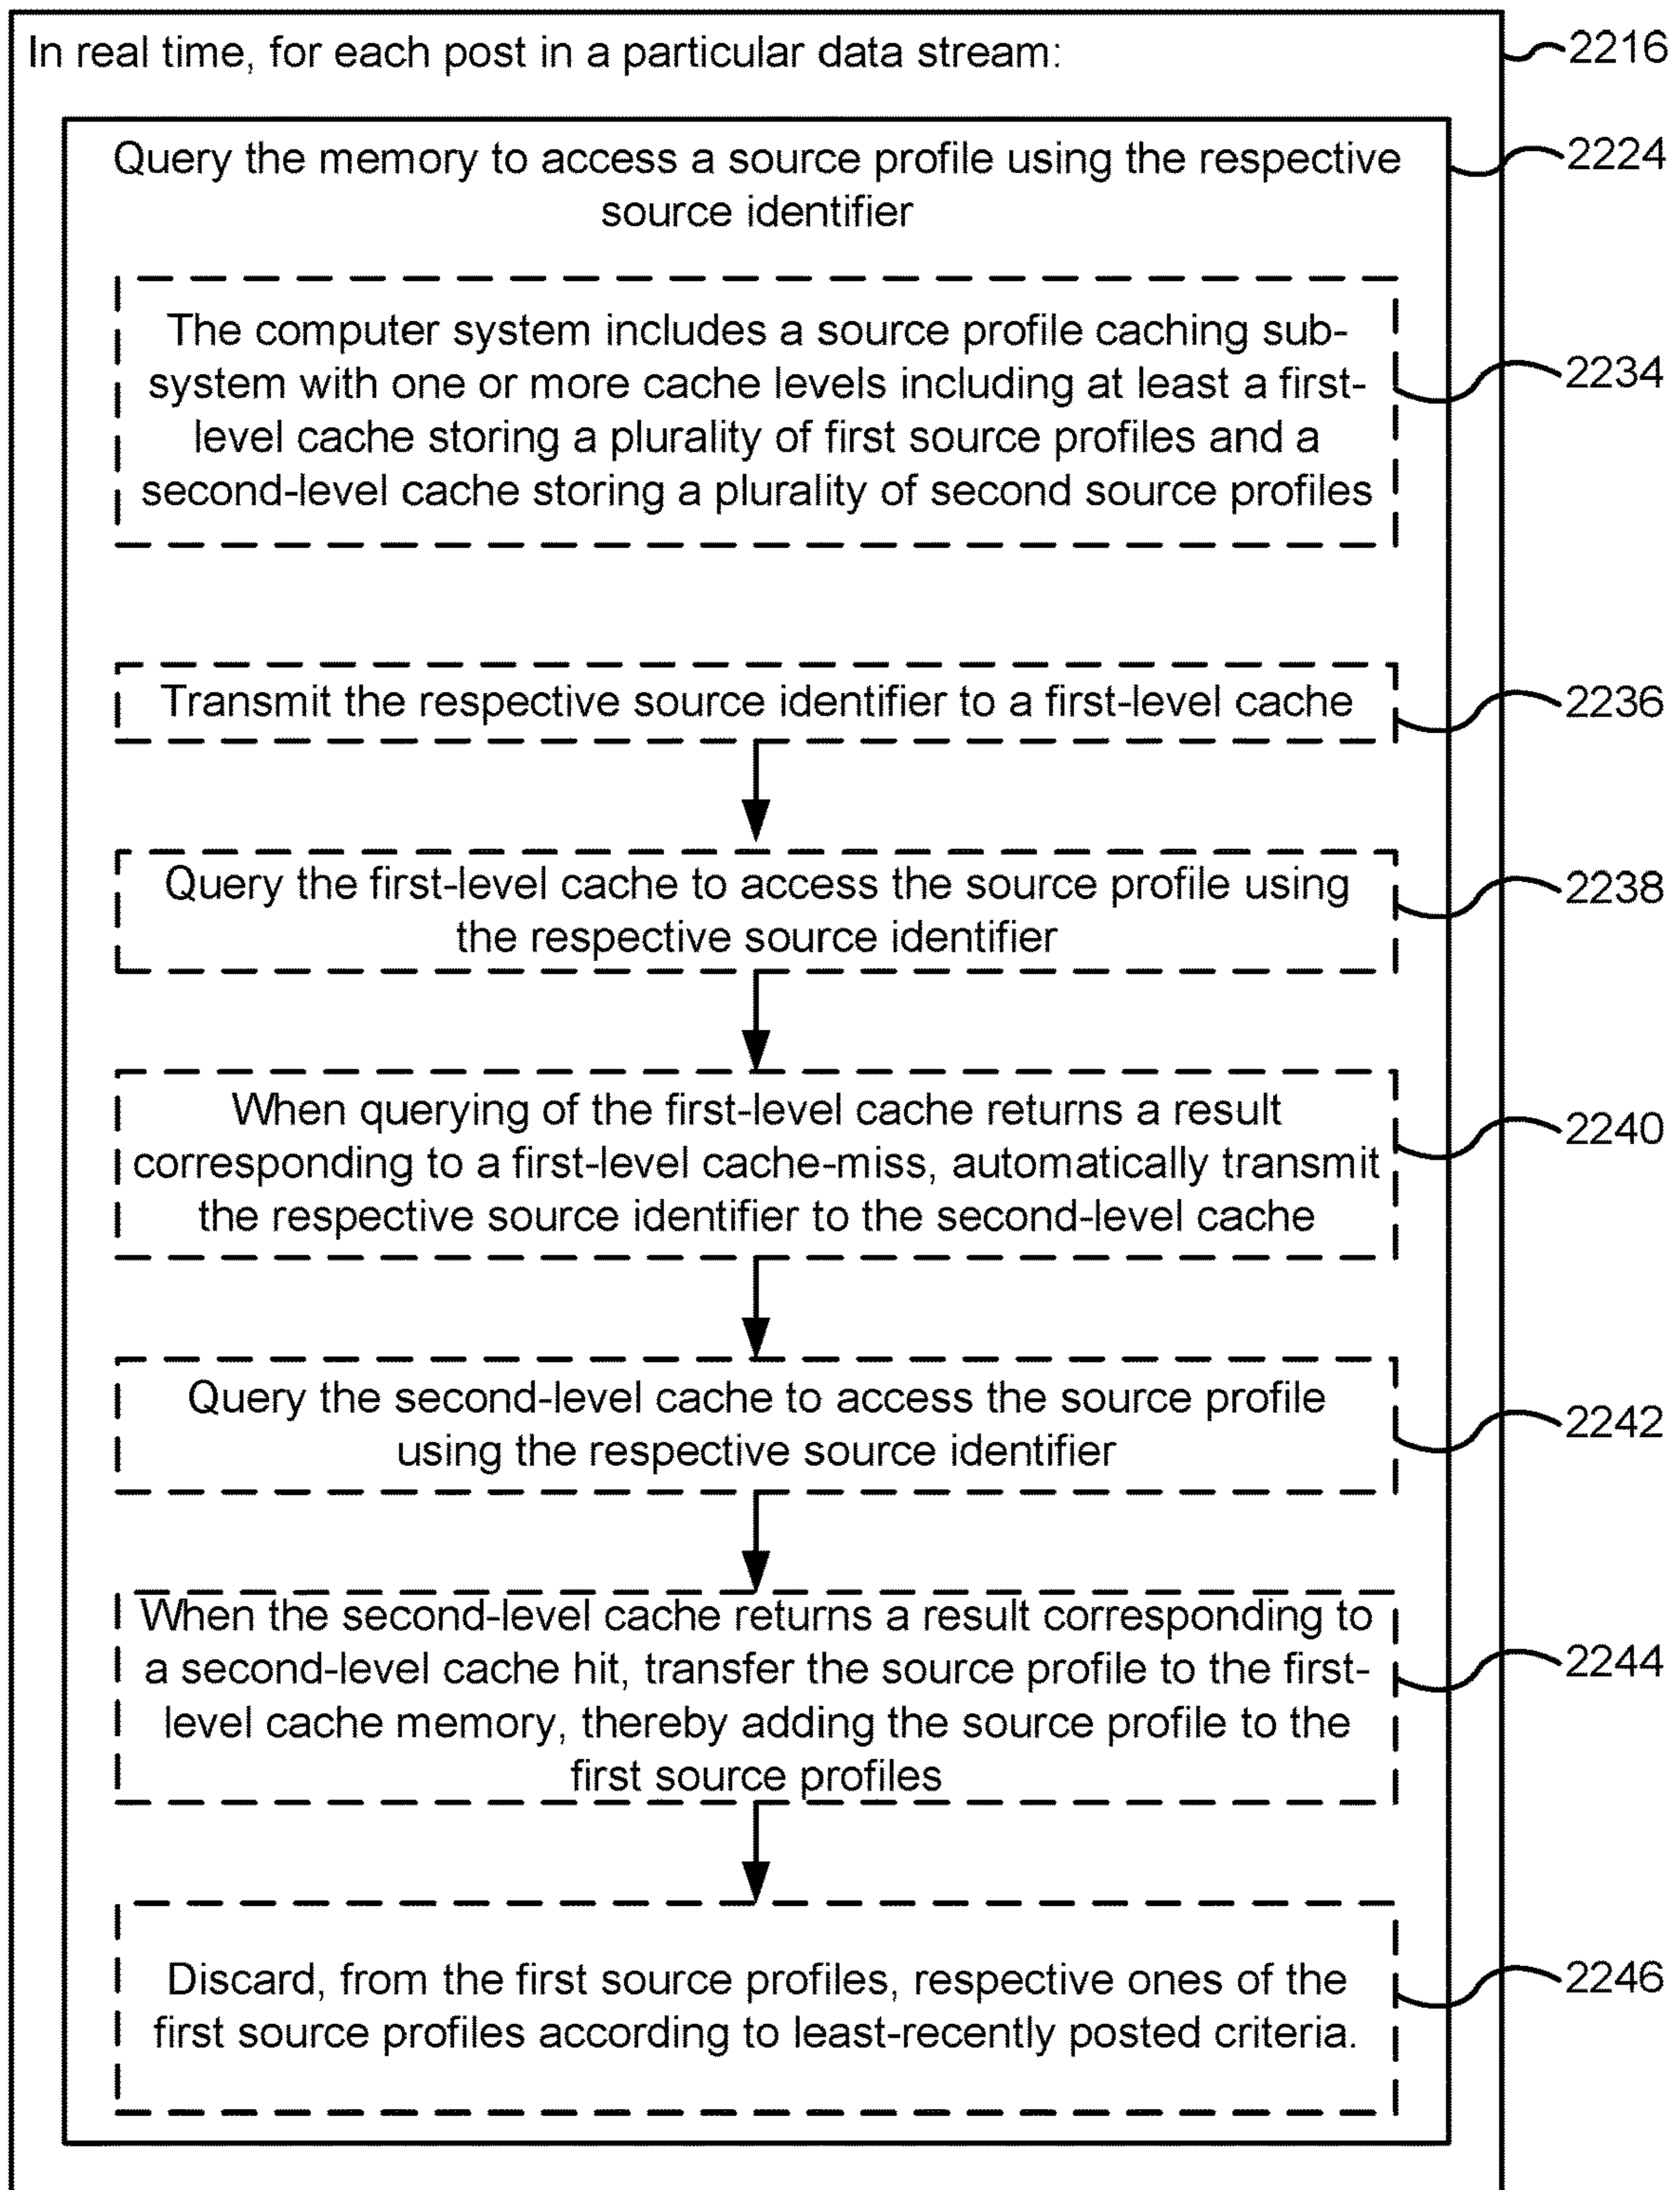 In real time, for each post in a particular data stream:
2216
Query the memory to access a source profile using the respective
source identifier
2224
The computer system includes a source profile caching sub-
system with one or more cache levels including at least a first-
level cache storing a plurality of first source profiles and a
second-level cache storing a plurality of second source profiles
2234
Transmit the respective source identifier to a first-level cache
2236
Query the first-level cache to access the source profile using
the respective source identifier
2238
When querying of the first-level cache returns a result
corresponding to a first-level cache-miss, automatically transmit
the respective source identifier to the second-level cache
2240
Query the second-level cache to access the source profile
using the respective source identifier
2242
When the second-level cache returns a result corresponding to
a second-level cache hit, transfer the source profile to the first-
level cache memory, thereby adding the source profile to the
first source profiles
2244
Discard, from the first source profiles, respective ones of the
first source profiles according to least-recently posted criteria.
2246